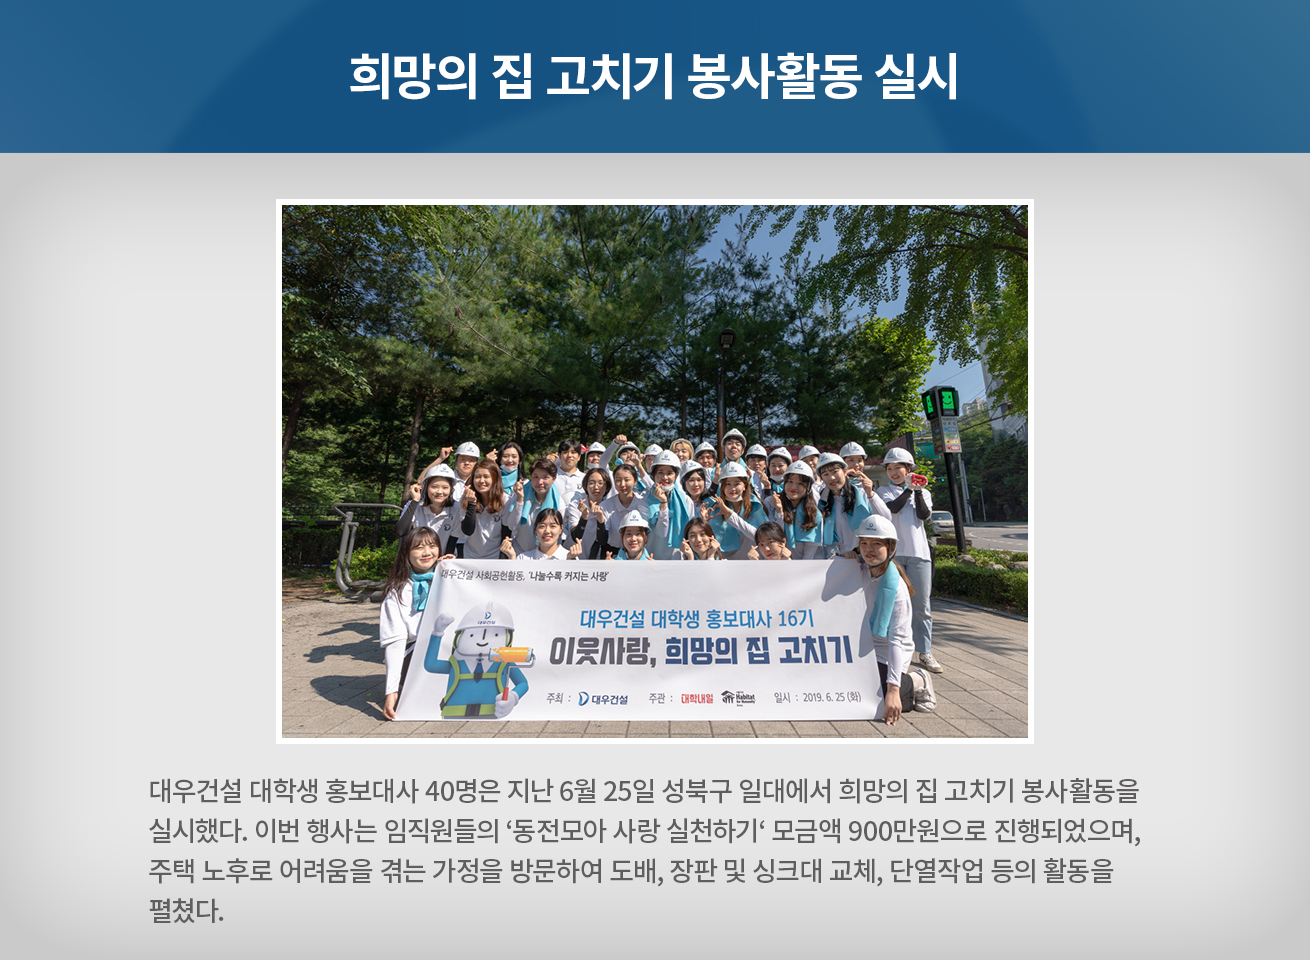 희망의 집 고치기 봉사활동 실시
대우건설 사회공헌활동, '나눌수록 커지는 사랑'
대우건설 대학생 홍보대사 16기
이웃사랑, 희망의 집 고치기
대우건설
주최 : 대우건설 주관 : 대학내일 Habitat for Humanity 일시 : 2019. 6. 25 (화)
대우건설 대학생 홍보대사 40명은 지난 6월 25일 성북구 일대에서 희망의 집 고치기 봉사활동을
실시했다. 이번 행사는 임직원들의 ‘동전모아 사랑 실천하기‘ 모금액 900만원으로 진행되었으며,
주택 노후로 어려움을 겪는 가정을 방문하여 도배, 장판 및 싱크대 교체, 단열작업 등의 활동을
펼쳤다.